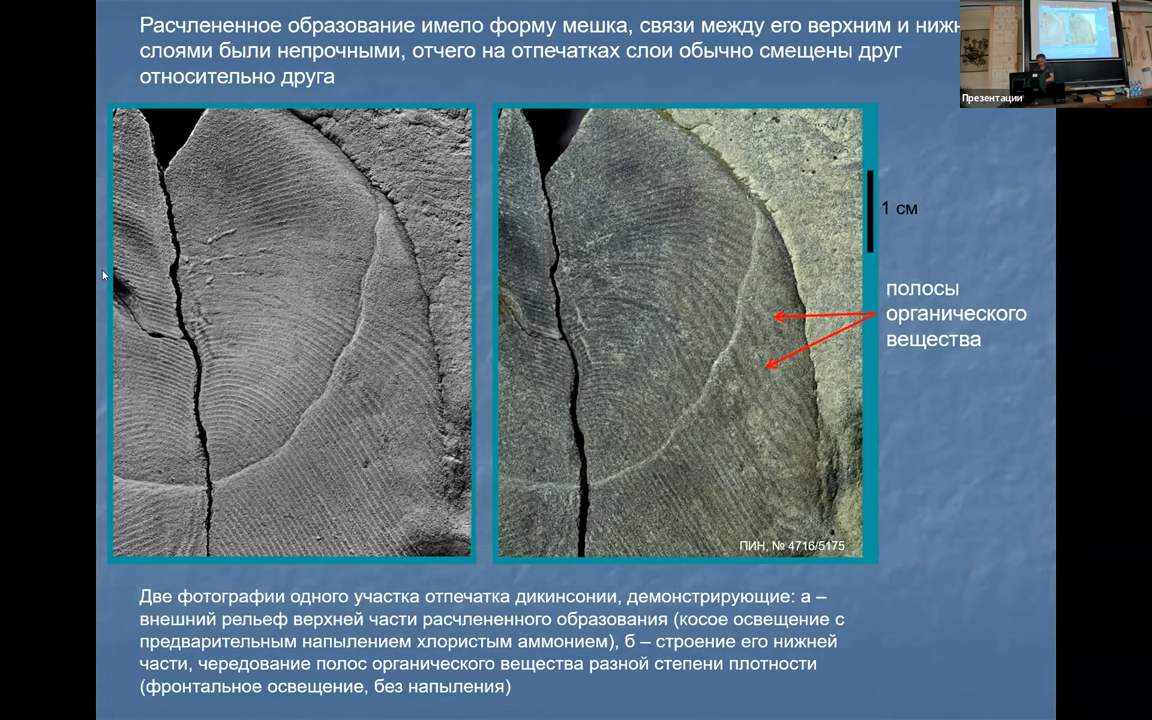 Расчлененное образование имело форму мешка, связи между его верхним и
слоями были непрочными, отчего на отпечатках слои обычно смещены друг
относительно друга
Презентации
1 см
полосы
органического
вещества
ПИН, № 4716/5175
Две фотографии одного участка отпечатка дикинсонии, демонстрирующие: а –
внешний рельеф верхней части расчлененного образования (косое освещение с
предварительным напылением хлористым аммонием), б – строение его нижней
части, чередование полос органического вещества разной степени плотности
(фронтальное освещение, без напыления)